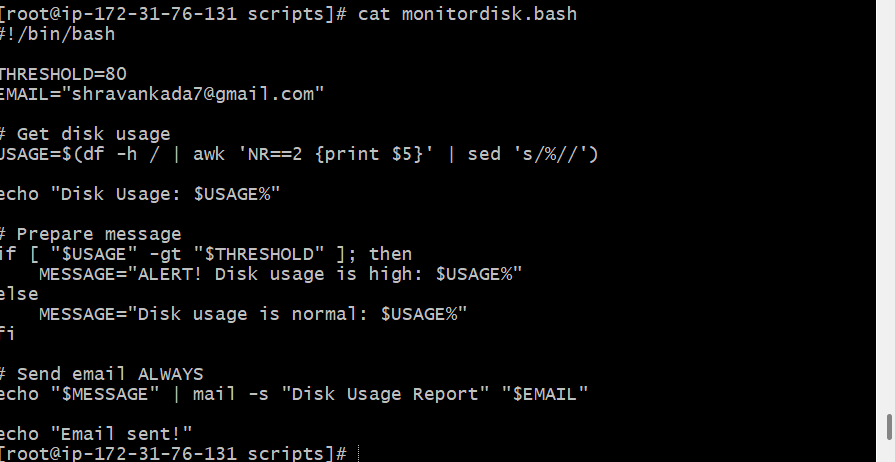 [root@ip-172-31-76-131 scripts]# cat monitordisk.bash
#!/bin/bash
THRESHOLD=80
EMAIL="shravankada7@gmail.com"
# Get disk usage
USAGE=$(df -h / | awk 'NR==2 {print $5}' | sed 's/%//')
echo "Disk Usage: $USAGE%"
# Prepare message
if [ "$USAGE" -gt "$THRESHOLD" ]; then
    MESSAGE="ALERT! Disk usage is high: $USAGE%"
else
    MESSAGE="Disk usage is normal: $USAGE%"
fi
# Send email ALWAYS
echo "$MESSAGE" | mail -s "Disk Usage Report" "$EMAIL"
echo "Email sent!"
[root@ip-172-31-76-131 scripts]#